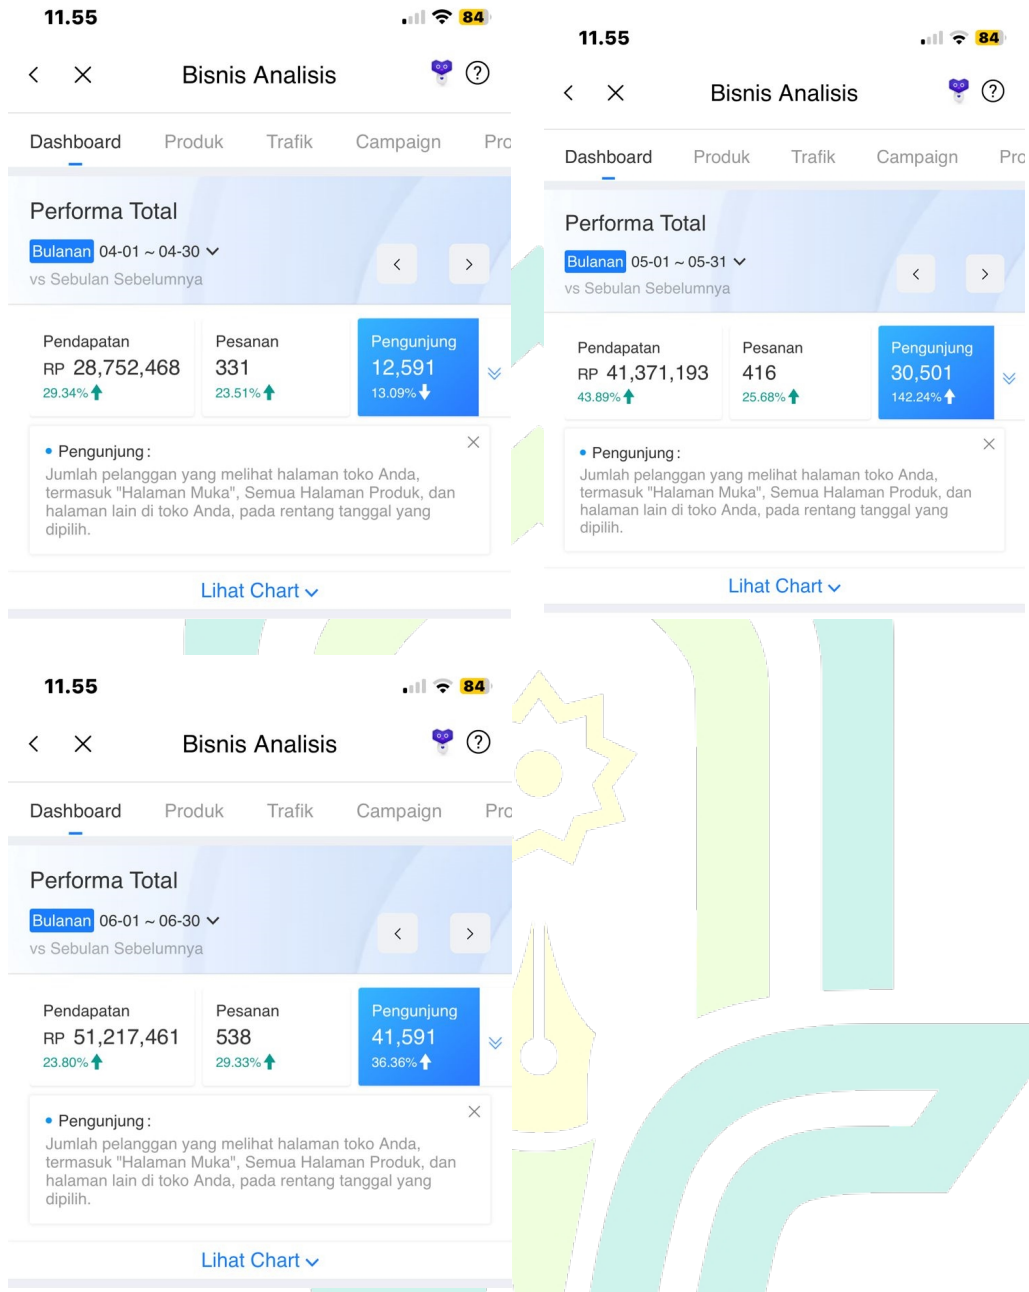 11.55
84
Bisnis Analisis
Dashboard Produk Trafik Campaign Pro
Performa Total
Bulanan 04-01 ~ 04-30
vs Sebulan Sebelumnya
Pendapatan
RP 28,752,468
29.34%
Pesanan
331
23.51%
Pengunjung
12,591
13.09%
Pengunjung :
Jumlah pelanggan yang melihat halaman toko Anda,
termasuk "Halaman Muka", Semua Halaman Produk, dan
halaman lain di toko Anda, pada rentang tanggal yang
dipilih.
Lihat Chart
11.55
84
Bisnis Analisis
Dashboard Produk Trafik Campaign Pro
Performa Total
Bulanan 05-01 ~ 05-31
vs Sebulan Sebelumnya
Pendapatan
RP 41,371,193
43.89%
Pesanan
416
25.68%
Pengunjung
30,501
142.24%
Pengunjung :
Jumlah pelanggan yang melihat halaman toko Anda,
termasuk "Halaman Muka", Semua Halaman Produk, dan
halaman lain di toko Anda, pada rentang tanggal yang
dipilih.
Lihat Chart
11.55
84
Bisnis Analisis
Dashboard Produk Trafik Campaign Pro
Performa Total
Bulanan 06-01 ~ 06-30
vs Sebulan Sebelumnya
Pendapatan
RP 51,217,461
23.80%
Pesanan
538
29.33%
Pengunjung
41,591
36.36%
Pengunjung :
Jumlah pelanggan yang melihat halaman toko Anda,
termasuk "Halaman Muka", Semua Halaman Produk, dan
halaman lain di toko Anda, pada rentang tanggal yang
dipilih.
Lihat Chart